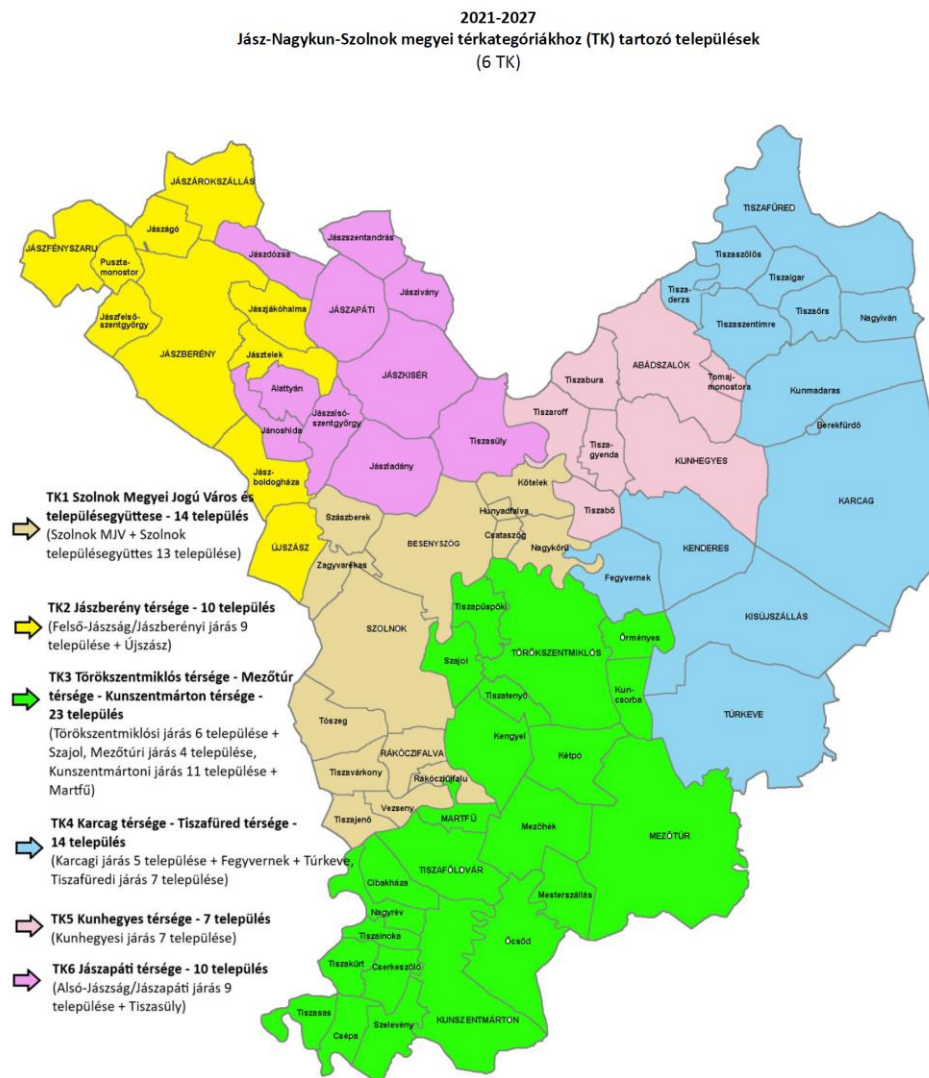 2021-2027
Jász-Nagykun-Szolnok megyei térkategóriákhoz (TK) tartozó települések
(6 TK)
JÁSZÁROKSZÁLLÁS
JÁSZFÉNYSZARU
Jászágó
Puszta-
monostor
Jászfelső-
szentgyörgy
JÁSZBERÉNY
Jászjákóhalma
Jásztelek
Jászdózsa
Jászszentandrás
Jászivány
JÁSZAPÁTI
JÁSZKISÉR
Alattyán
Jánoshida
Jászalsó-
szentgyörgy
Jászladány
Tiszasüly
Jász-
boldogháza
ÚJSZÁSZ
TISZAFÜRED
Tiszaszőlős
Tiszaigar
Tisza-
derzs
Tiszaszentimre
Tiszaörs
Nagyiván
Kunmadaras
Berekfürdő
KARCAG
ABÁDSZALÓK
Tomaj-
monostora
Tiszabura
Tiszaroff
Tisza-
gyenda
KUNHEGYES
Tiszabő
KENDERES
Fegyvernek
KISÚJSZÁLLÁS
TÚRKEVE
Kőtelek
Hunyadfalva
Csataszög
Nagykörű
Szászberek
BESENYSZÖG
Zagyvarékas
SZOLNOK
Tószeg
RÁKÓCZIFALVA
Tiszavárkony
Rákócziújfalu
Vezseny
Tiszajenő
Tiszapüspöki
TÖRÖKSZENTMIKLÓS
Szajol
Tiszatenyő
Örményes
Kun-
csorba
Kengyel
Kétpó
MARTFŰ
Mezőhék
MEZŐTÚR
TISZAFÖLDVÁR
Cibakháza
Mesterszállás
Nagyrév
Tiszainoka
Öcsöd
Tiszakürt
Cserkeszőlő
Tiszasas
Csépa
Szelevény
KUNSZENTMÁRTON
TK1 Szolnok Megyei Jogú Város és
településegyüttese - 14 település
(Szolnok MJV + Szolnok
településegyüttes 13 települése)
TK2 Jászberény térsége - 10 település
(Felső-Jászság/Jászberényi járás 9
települése + Újszász)
TK3 Törökszentmiklós térsége - Mezőtúr
térsége - Kunszentmárton térsége -
23 település
(Törökszentmiklósi járás 6 települése +
Szajol, Mezőtúri járás 4 települése,
Kunszentmártoni járás 11 települése +
Martfű)
TK4 Karcag térsége - Tiszafüred térsége -
14 település
(Karcagi járás 5 települése + Fegyvernek + Túrkeve,
Tiszafüredi járás 7 települése)
TK5 Kunhegyes térsége - 7 település
(Kunhegyesi járás 7 települése)
TK6 Jászapáti térsége - 10 település
(Alsó-Jászság/Jászapáti járás 9
települése + Tiszasüly)